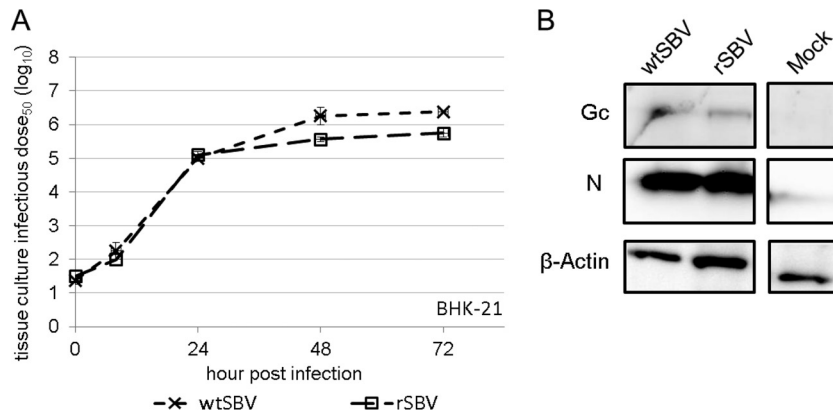 A
tissue culture infectious dose50 (log10)
8
7
6
5
4
3
2
1
0
0 24 48 72
BHK-21
hour post infection
wtSBV rSBV
B
wtSBV rSBV Mock
Gc
N
β-Actin